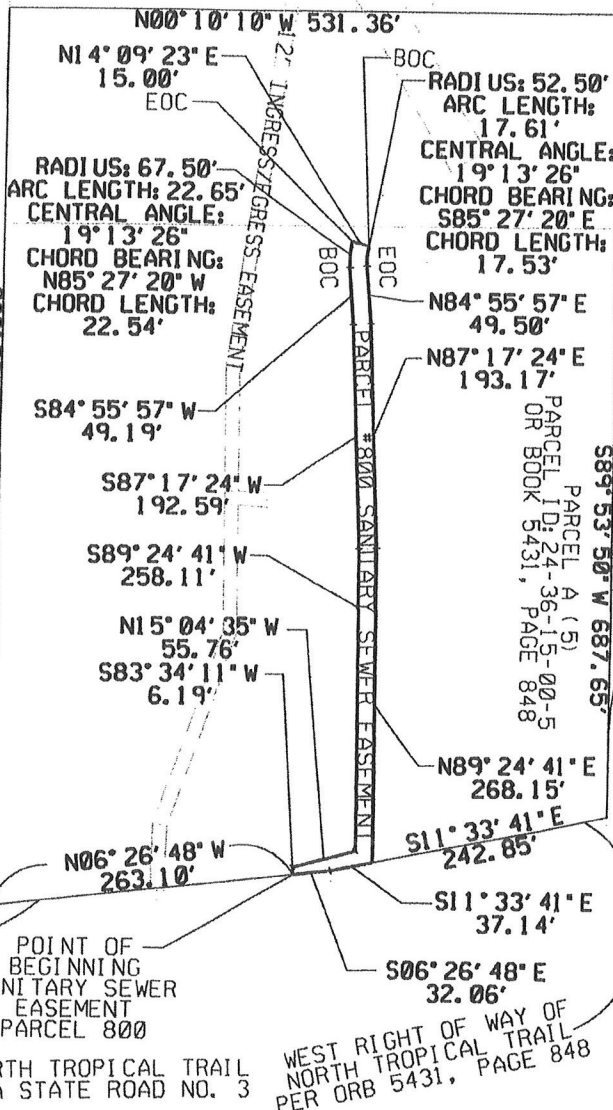 N00°10'10"W 531.36'
N14°09'23"E
15.00'
EOC
BOC
RADIUS: 52.50'
ARC LENGTH:
17.61'
CENTRAL ANGLE:
19°13'26"
CHORD BEARING:
S85°27'20"E
CHORD LENGTH:
17.53'
RADIUS: 67.50'
ARC LENGTH: 22.65'
CENTRAL ANGLE:
19°13'26"
CHORD BEARING:
N85°27'20"W
CHORD LENGTH:
22.54'
12' INGRESS/EGRESS EASEMENT
BOC
EOC
N84°55'57"E
49.50'
N87°17'24"E
193.17'
S84°55'57"W
49.19'
S87°17'24"W
192.59'
S89°24'41"W
258.11'
N15°04'35"W
55.76'
S83°34'11"W
6.19'
PARCEL #800 SANITARY SEWER EASEMENT
S89°53'50"W 687.65'
PARCEL A (5)
PARCEL ID: 24-36-15-00-5
OR BOOK 5431, PAGE 848
N89°24'41"E
268.15'
N06°26'48"W
263.10'
S11°33'41"E
242.85'
S11°33'41"E
37.14'
S06°26'48"E
32.06'
POINT OF
BEGINNING
NITARY SEWER
EASEMENT
PARCEL 800
RTH TROPICAL TRAIL
A STATE ROAD NO. 3
WEST RIGHT OF WAY OF
NORTH TROPICAL TRAIL
PER ORB 5431, PAGE 848